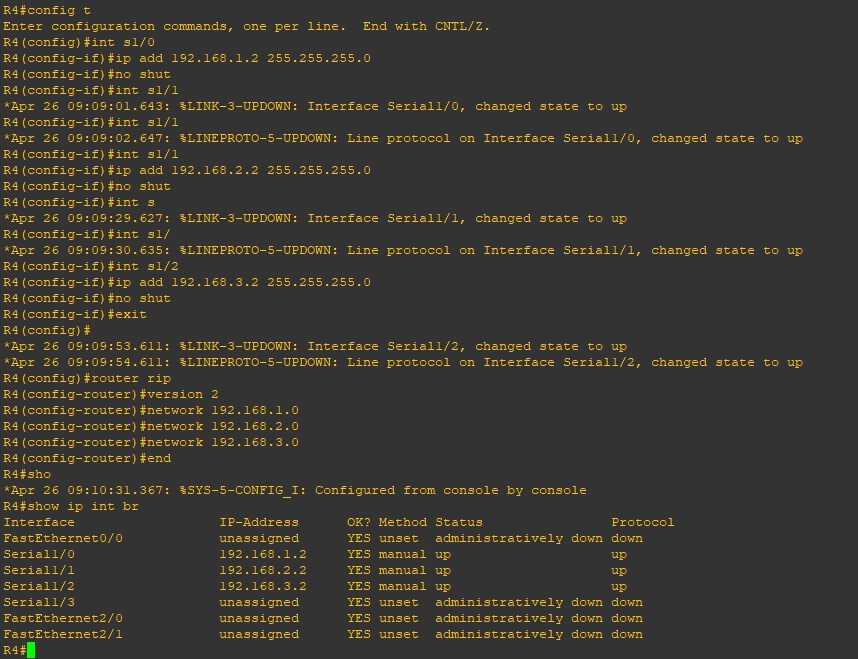 R4#config t
Enter configuration commands, one per line.  End with CNTL/Z.
R4(config)#int s1/0
R4(config-if)#ip add 192.168.1.2 255.255.255.0
R4(config-if)#no shut
R4(config-if)#int s1/1
*Apr 26 09:09:01.643: %LINK-3-UPDOWN: Interface Serial1/0, changed state to up
R4(config-if)#int s1/1
*Apr 26 09:09:02.647: %LINEPROTO-5-UPDOWN: Line protocol on Interface Serial1/0, changed state to up
R4(config-if)#int s1/1
R4(config-if)#ip add 192.168.2.2 255.255.255.0
R4(config-if)#no shut
R4(config-if)#int s
*Apr 26 09:09:29.627: %LINK-3-UPDOWN: Interface Serial1/1, changed state to up
R4(config-if)#int s1/
*Apr 26 09:09:30.635: %LINEPROTO-5-UPDOWN: Line protocol on Interface Serial1/1, changed state to up
R4(config-if)#int s1/2
R4(config-if)#ip add 192.168.3.2 255.255.255.0
R4(config-if)#no shut
R4(config-if)#exit
R4(config)#
*Apr 26 09:09:53.611: %LINK-3-UPDOWN: Interface Serial1/2, changed state to up
*Apr 26 09:09:54.611: %LINEPROTO-5-UPDOWN: Line protocol on Interface Serial1/2, changed state to up
R4(config)#router rip
R4(config-router)#version 2
R4(config-router)#network 192.168.1.0
R4(config-router)#network 192.168.2.0
R4(config-router)#network 192.168.3.0
R4(config-router)#end
R4#sho
*Apr 26 09:10:31.367: %SYS-5-CONFIG_I: Configured from console by console
R4#show ip int br
Interface                  IP-Address      OK? Method Status                Protocol
FastEthernet0/0            unassigned      YES unset  administratively down down
Serial1/0                  192.168.1.2     YES manual up                    up
Serial1/1                  192.168.2.2     YES manual up                    up
Serial1/2                  192.168.3.2     YES manual up                    up
Serial1/3                  unassigned      YES unset  administratively down down
FastEthernet2/0            unassigned      YES unset  administratively down down
FastEthernet2/1            unassigned      YES unset  administratively down down
R4#